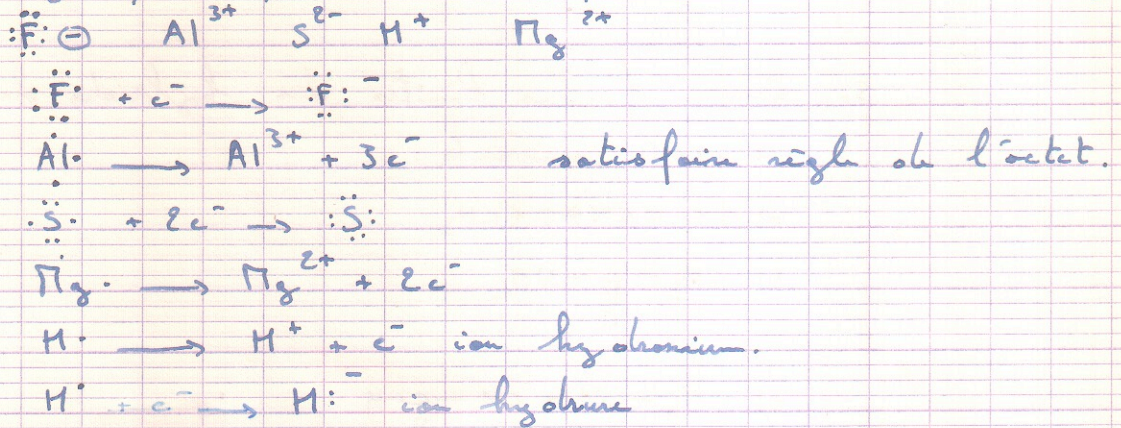 :F: ⊖ Al³⁺ S²⁻ H⁺ Mg²⁺
:F· + e⁻ → :F:⁻
Al· → Al³⁺ + 3e⁻ satisfaire règle de l'octet.
·S· + 2e⁻ → :S:
Mg· → Mg²⁺ + 2e⁻
H· → H⁺ + e⁻ ion hydronium.
H· + e⁻ → H:⁻ ion hydrure